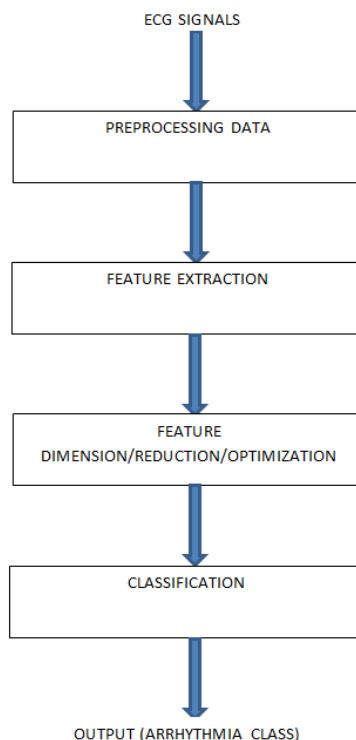 ECG SIGNALS
PREPROCESSING DATA
FEATURE EXTRACTION
FEATURE
DIMENSION/REDUCTION/OPTIMIZATION
CLASSIFICATION
OUTPUT (ARRHYTHMIA CLASS)